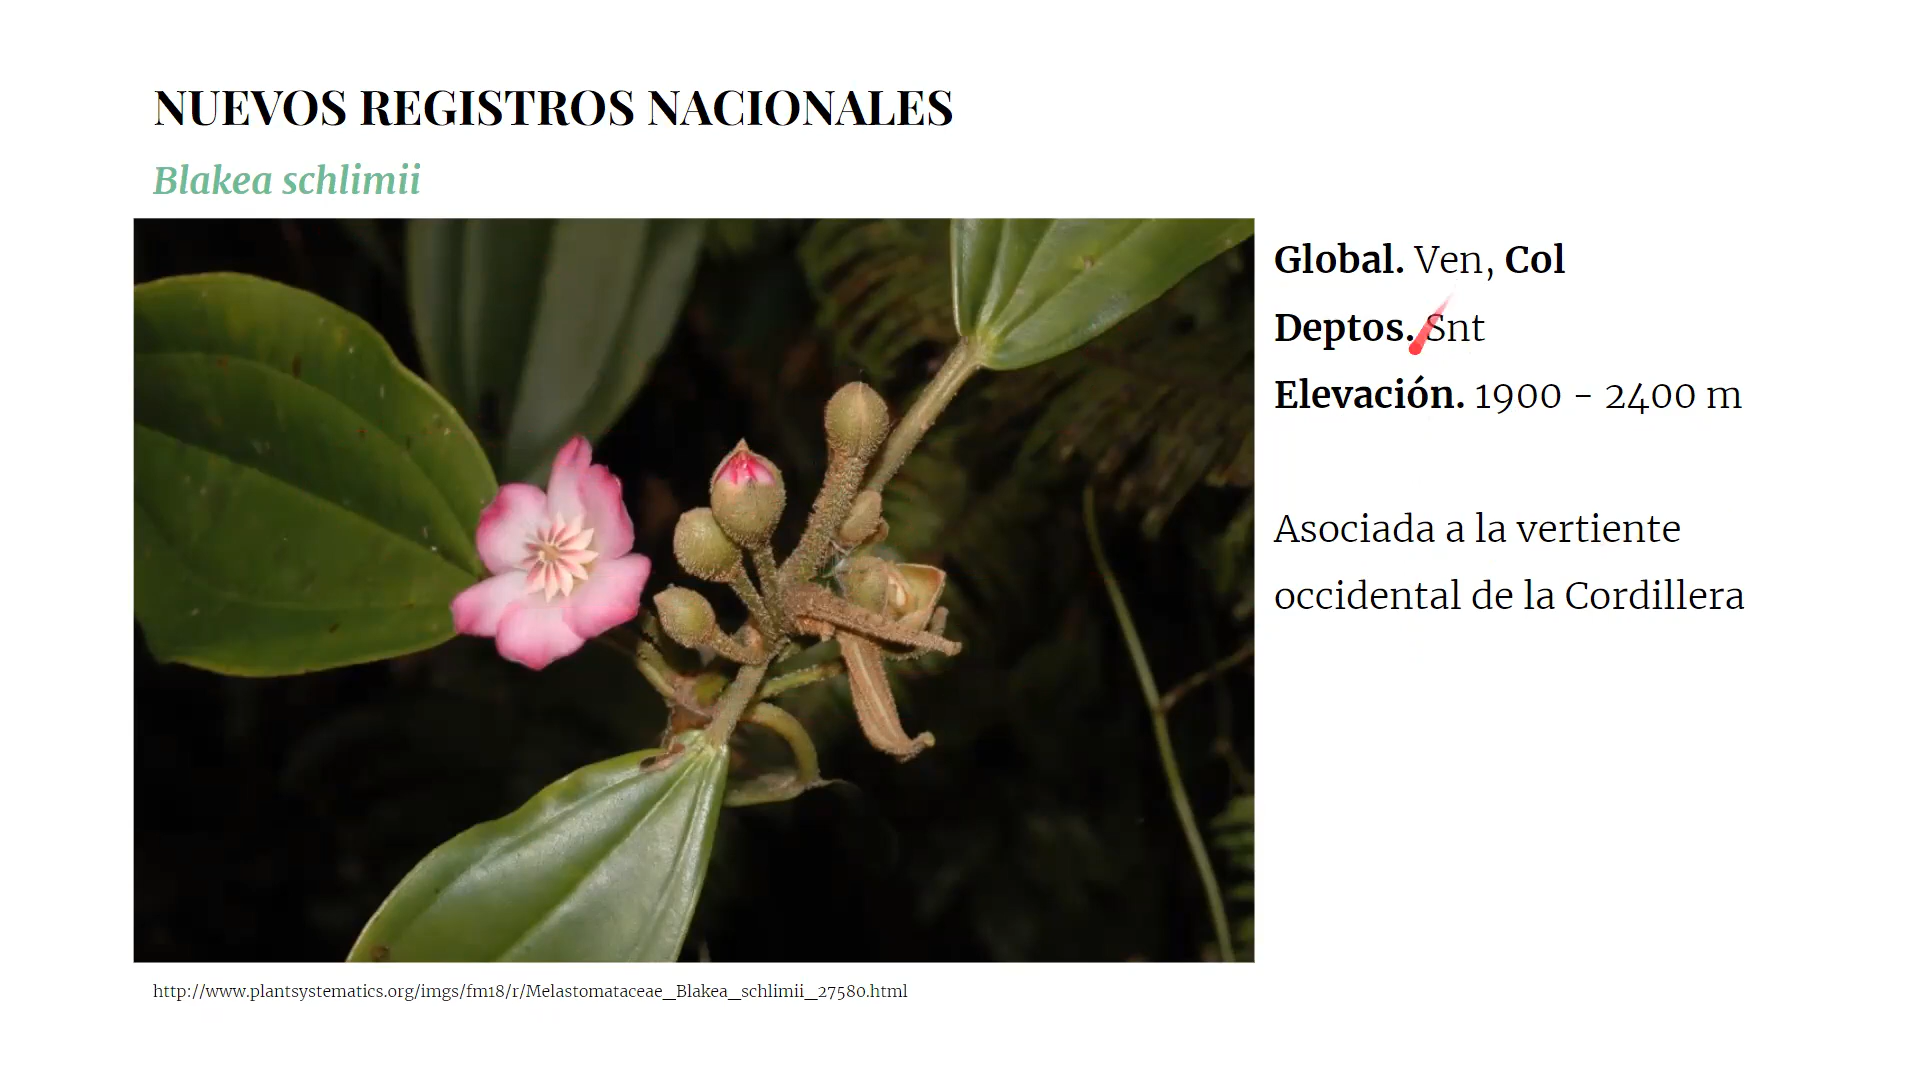 NUEVOS REGISTROS NACIONALES
Blakea schlimii
Global. Ven, Col
Deptos. Snt
Elevación. 1900 - 2400 m
Asociada a la vertiente
occidental de la Cordillera
http://www.plantsystematics.org/imgs/fm18/r/Melastomataceae_Blakea_schlimii_27580.html